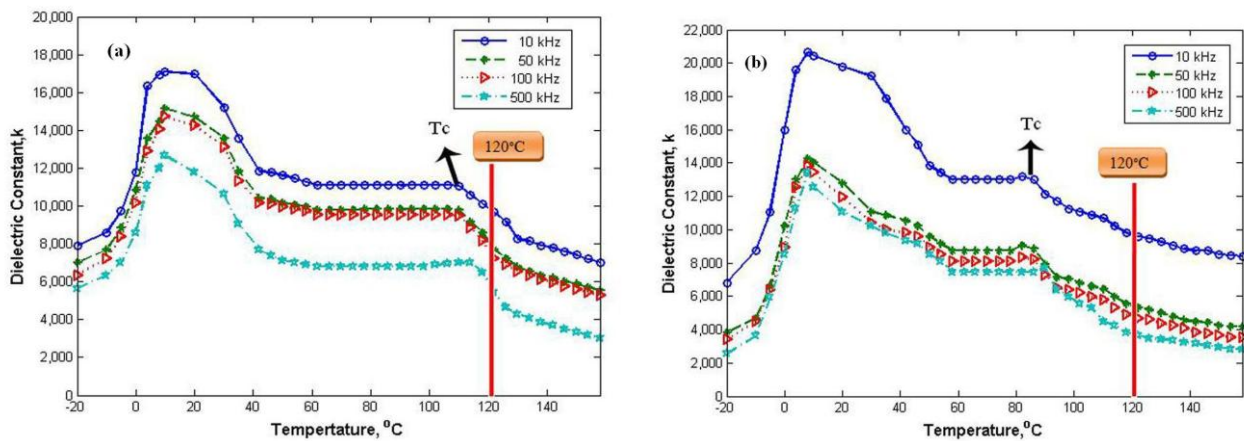 20,000
18,000
16,000
14,000
12,000
10,000
8,000
6,000
4,000
2,000
0
Dielectric Constant,k
(a)
10 kHz
50 kHz
100 kHz
500 kHz
Tc
120°C
-20 0 20 40 60 80 100 120 140
Tempertature, °C
22,000
20,000
18,000
16,000
14,000
12,000
10,000
8,000
6,000
4,000
2,000
0
Dielectric Constant, k
(b)
10 kHz
50 kHz
100 kHz
500 kHz
Tc
120°C
-20 0 20 40 60 80 100 120 140
Temperature,°C